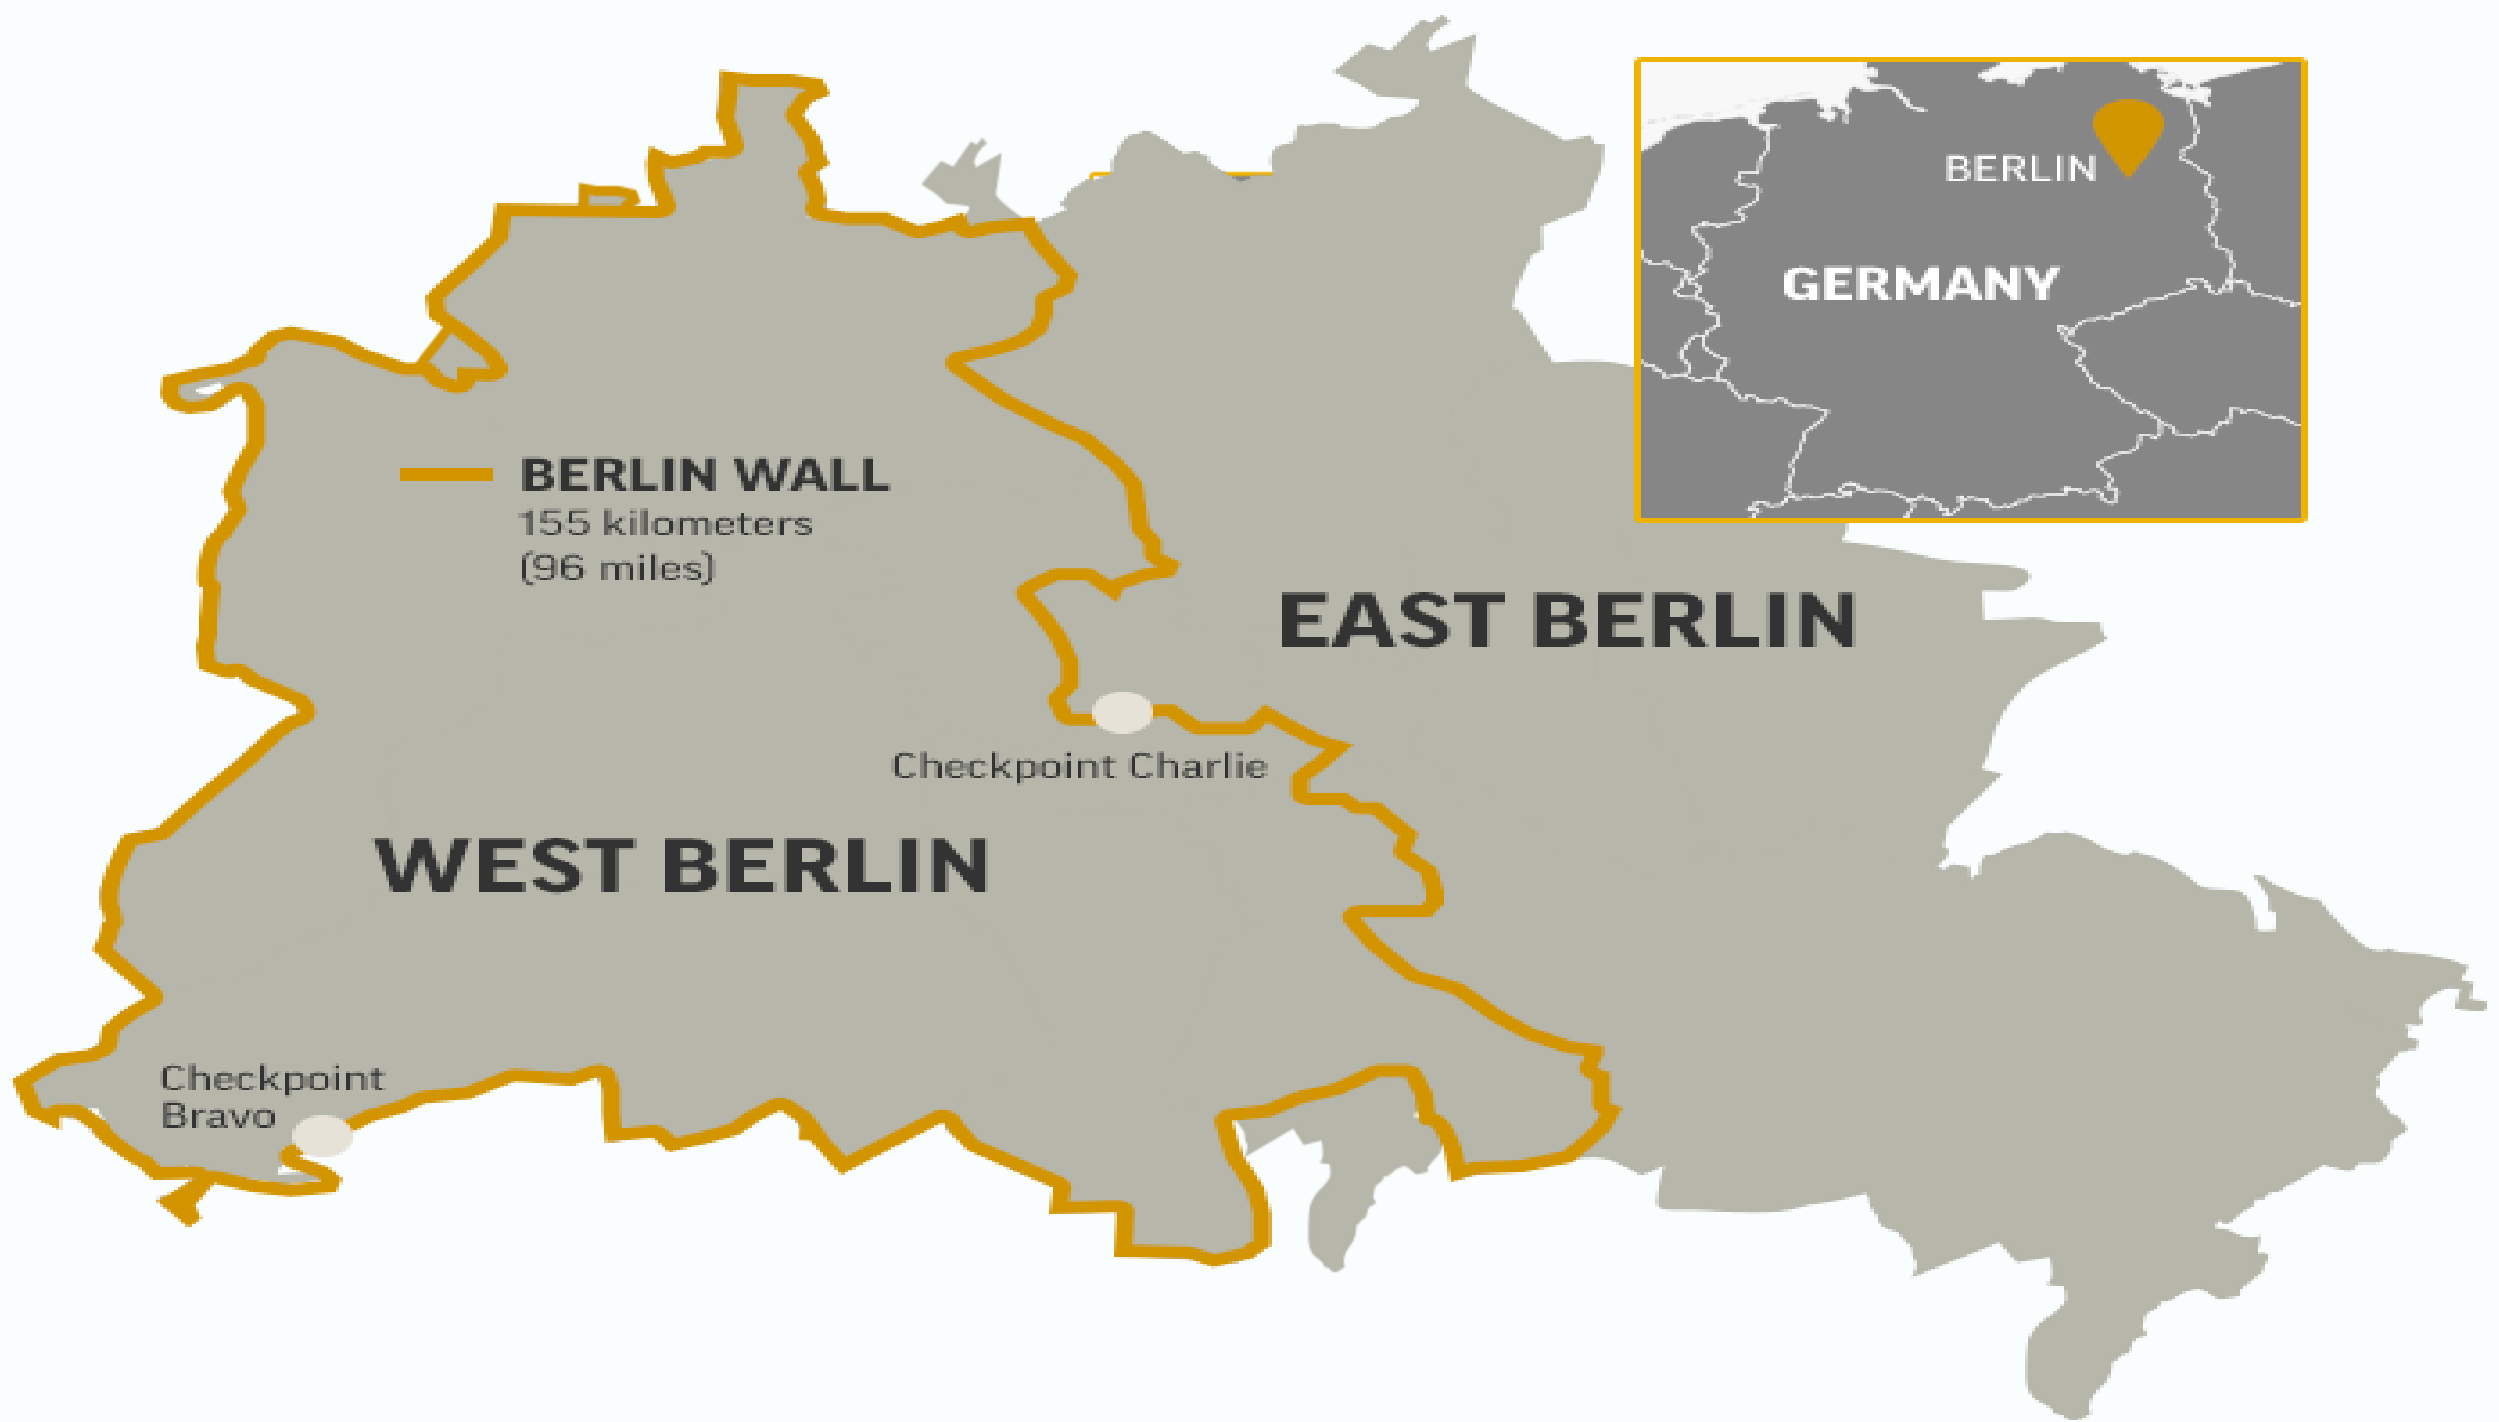 BERLIN
GERMANY
BERLIN WALL
155 kilometers
(96 miles)
EAST BERLIN
Checkpoint Charlie
WEST BERLIN
Checkpoint
Bravo